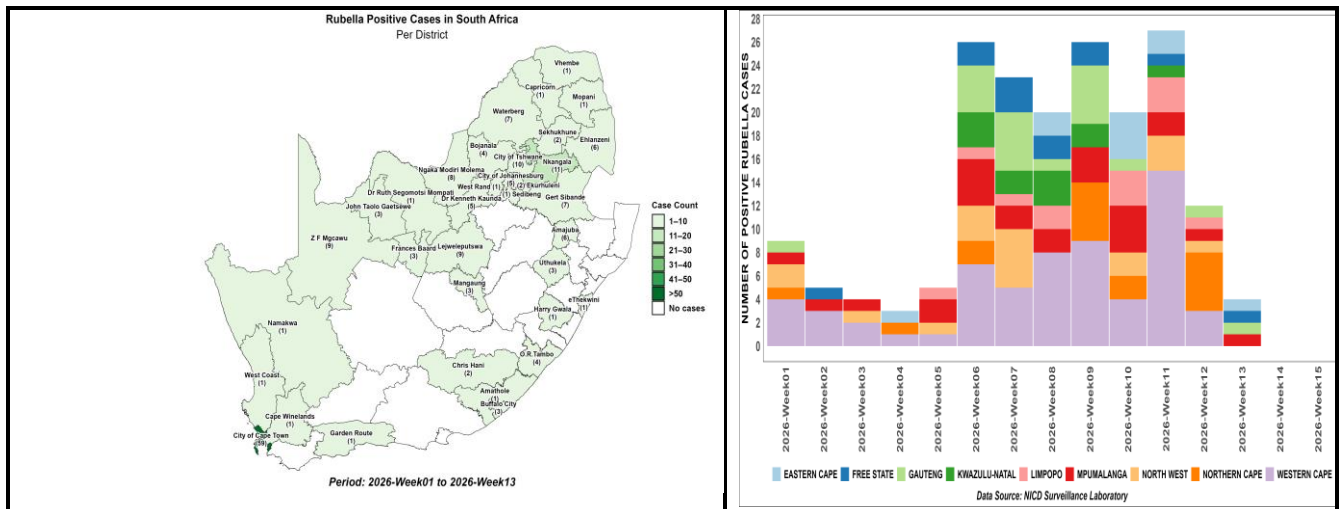 Rubella Positive Cases in South Africa
Per District
Vhembe
(1)
Capricorn
(1)
Mopani
(1)
Waterberg
(7)
Sekhukhune
(2)
Ehlanzeni
(6)
Bojanala
(4)
City of Tshwane
(10)
Nkangala
(11)
Ngaka Modiri Molema
(8)
City of Johannesburg
(5)
West Rand (1)
(2) Ekurhuleni
(1) Sedibeng
Dr Ruth Segomotsi Mompati
(1)
Dr Kenneth Kaunda
(5)
Gert Sibande
(7)
John Taolo Gaetsewe
(3)
Z F Mgcawu
(9)
Frances Baard
(3)
Lejweleputswa
(9)
Amajuba
(6)
Uthukela
(3)
Mangaung
(3)
eThekwini
(1)
Harry Gwala
(1)
Namakwa
(1)
O.R.Tambo
(4)
Chris Hani
(2)
West Coast
(1)
Amathole
(1)
Buffalo City
(3)
Cape Winelands
(1)
City of Cape Town
(59)
Garden Route
(1)
Case Count
1–10
11–20
21–30
31–40
41–50
>50
No cases
Period: 2026-Week01 to 2026-Week13
NUMBER OF POSITIVE RUBELLA CASES
28
26
24
22
20
18
16
14
12
10
8
6
4
2
0
2026-Week01
2026-Week02
2026-Week03
2026-Week04
2026-Week05
2026-Week06
2026-Week07
2026-Week08
2026-Week09
2026-Week10
2026-Week11
2026-Week12
2026-Week13
2026-Week14
2026-Week15
EASTERN CAPE FREE STATE GAUTENG KWAZULU-NATAL LIMPOPO MPUMALANGA NORTH WEST NORTHERN CAPE WESTERN CAPE
Data Source: NICD Surveillance Laboratory